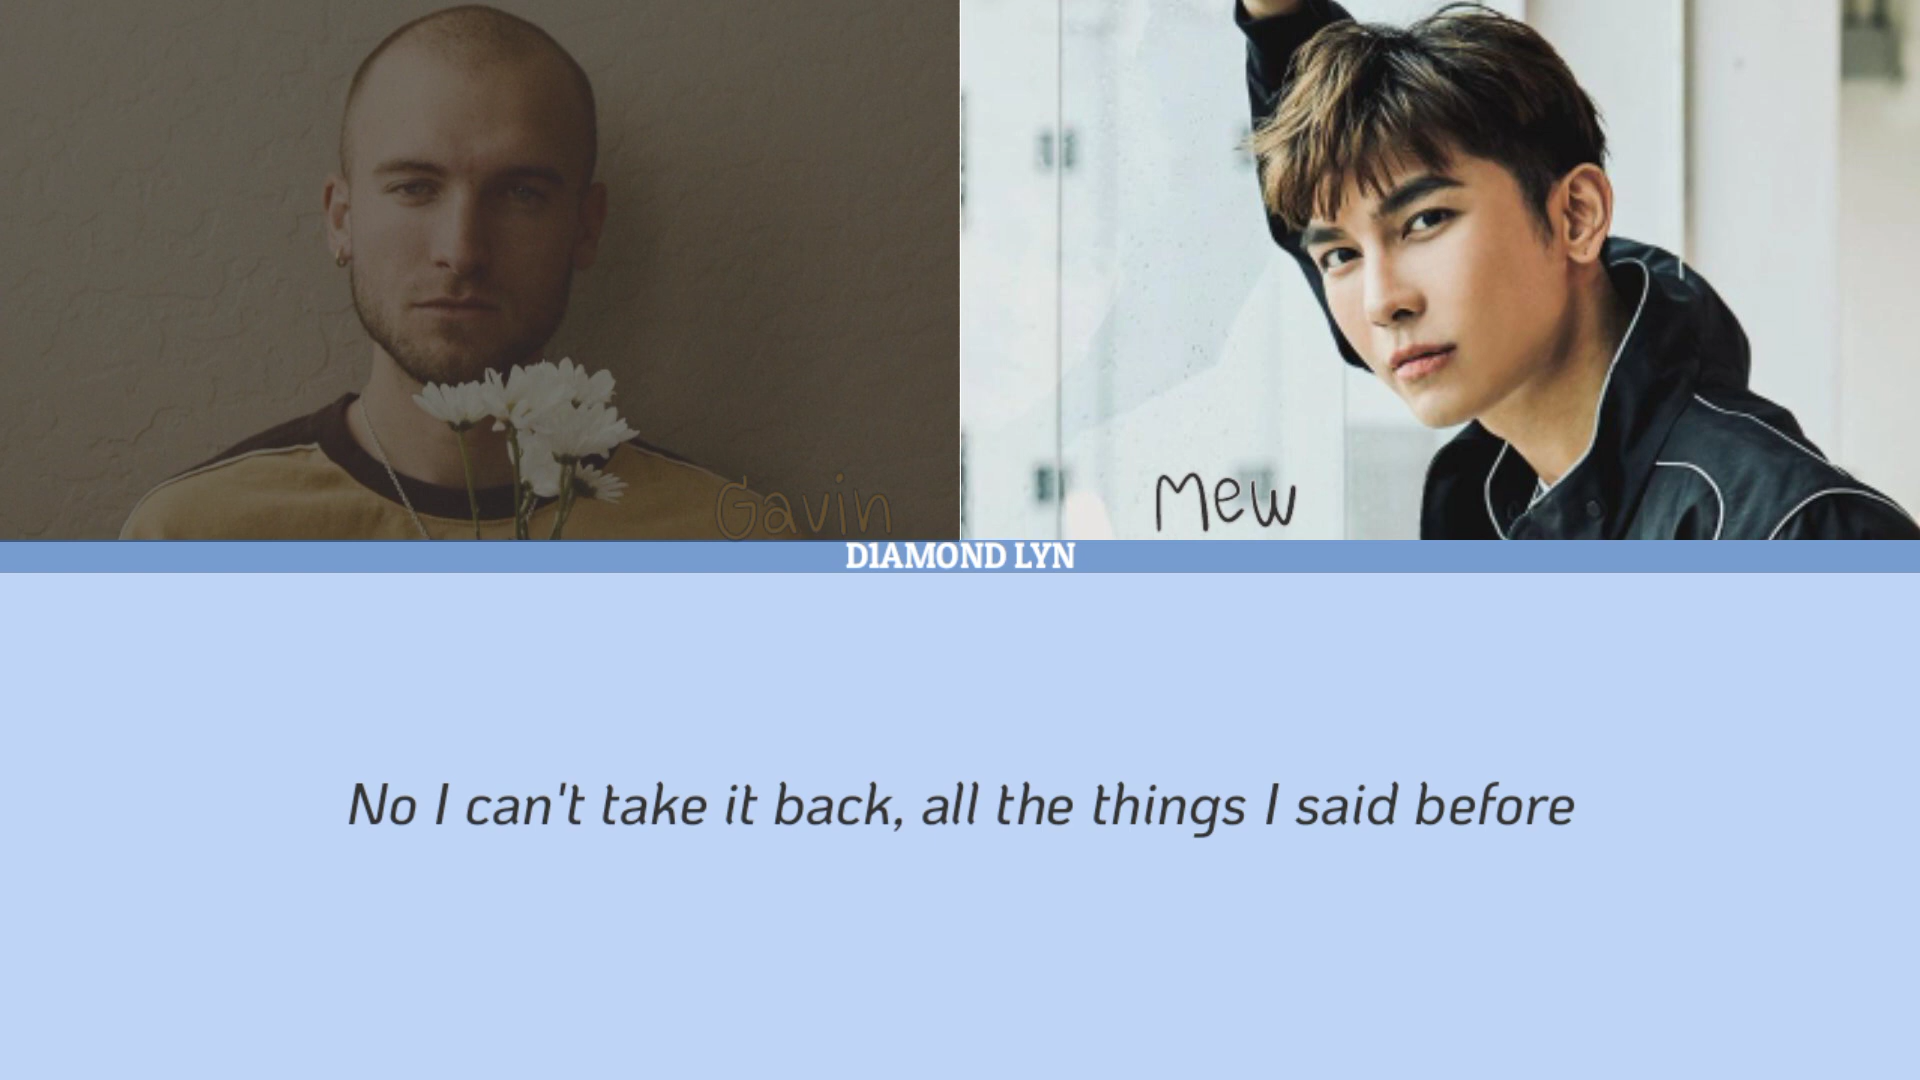 Gavin
Mew
DIAMOND LYN
No I can't take it back, all the things I said before